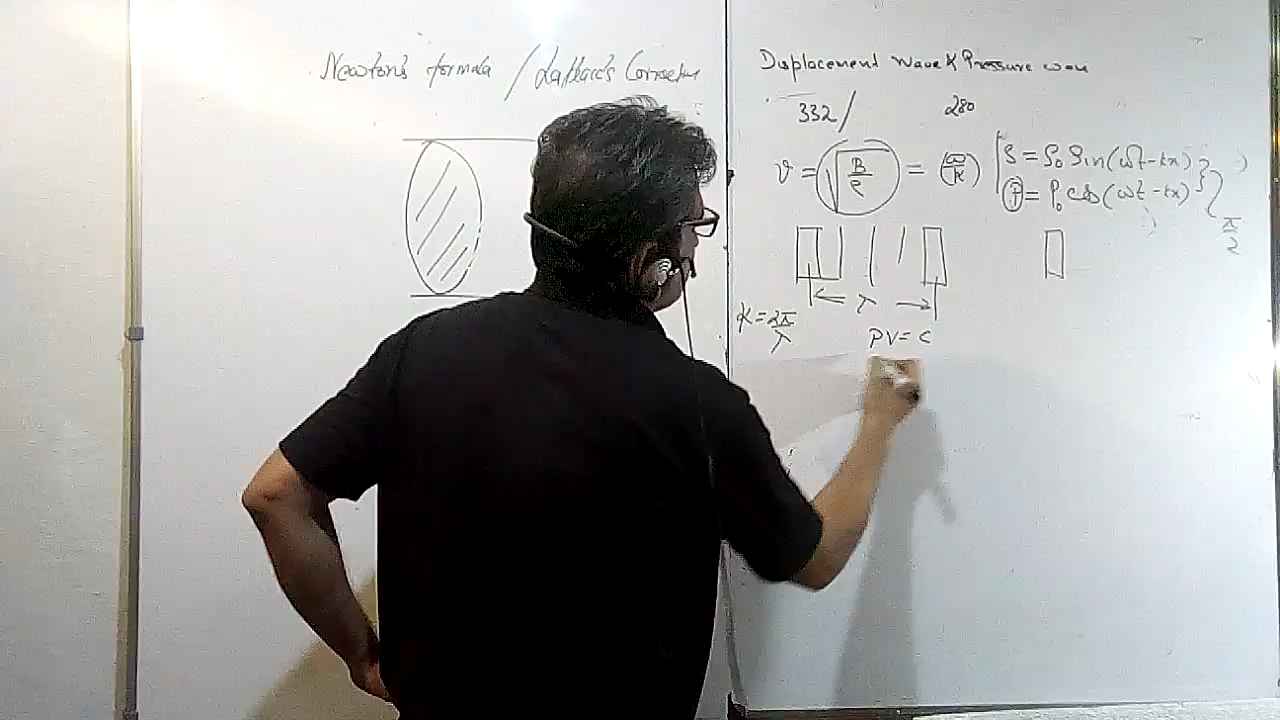 Newton's formula / Laplace's Correction
Displacement wave & Pressure wave
332/ 280
v = √(B/ρ) = (ω/k)
S = S₀ Sin(ωt-kx)
P = P₀ cos(ωt-kx)
π/2
λ
K = 2π/λ
PV = C